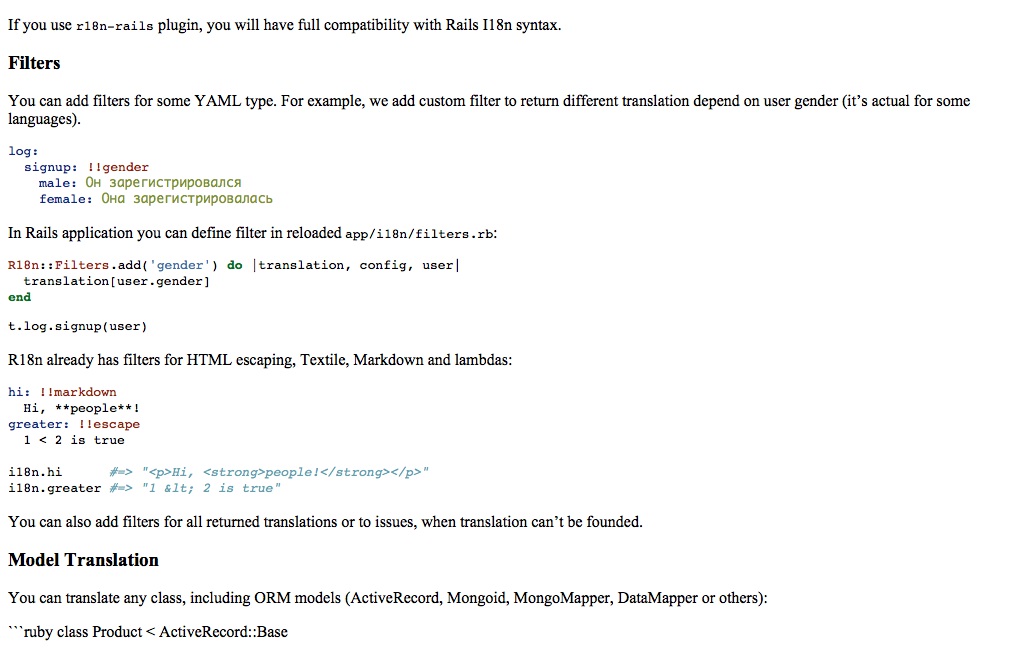 If you use r18n-rails plugin, you will have full compatibility with Rails I18n syntax.
Filters
You can add filters for some YAML type. For example, we add custom filter to return different translation depend on user gender (it’s actual for some
languages).
log:
  signup: !!gender
    male: Он зарегистрировался
    female: Она зарегистрировалась
In Rails application you can define filter in reloaded app/i18n/filters.rb:
R18n::Filters.add('gender') do |translation, config, user|
  translation[user.gender]
end
t.log.signup(user)
R18n already has filters for HTML escaping, Textile, Markdown and lambdas:
hi: !!markdown
  Hi, **people**!
greater: !!escape
  1 < 2 is true
i18n.hi      #=> "<p>Hi, <strong>people!</strong></p>"
i18n.greater #=> "1 &lt; 2 is true"
You can also add filters for all returned translations or to issues, when translation can’t be founded.
Model Translation
You can translate any class, including ORM models (ActiveRecord, Mongoid, MongoMapper, DataMapper or others):
```ruby class Product < ActiveRecord::Base